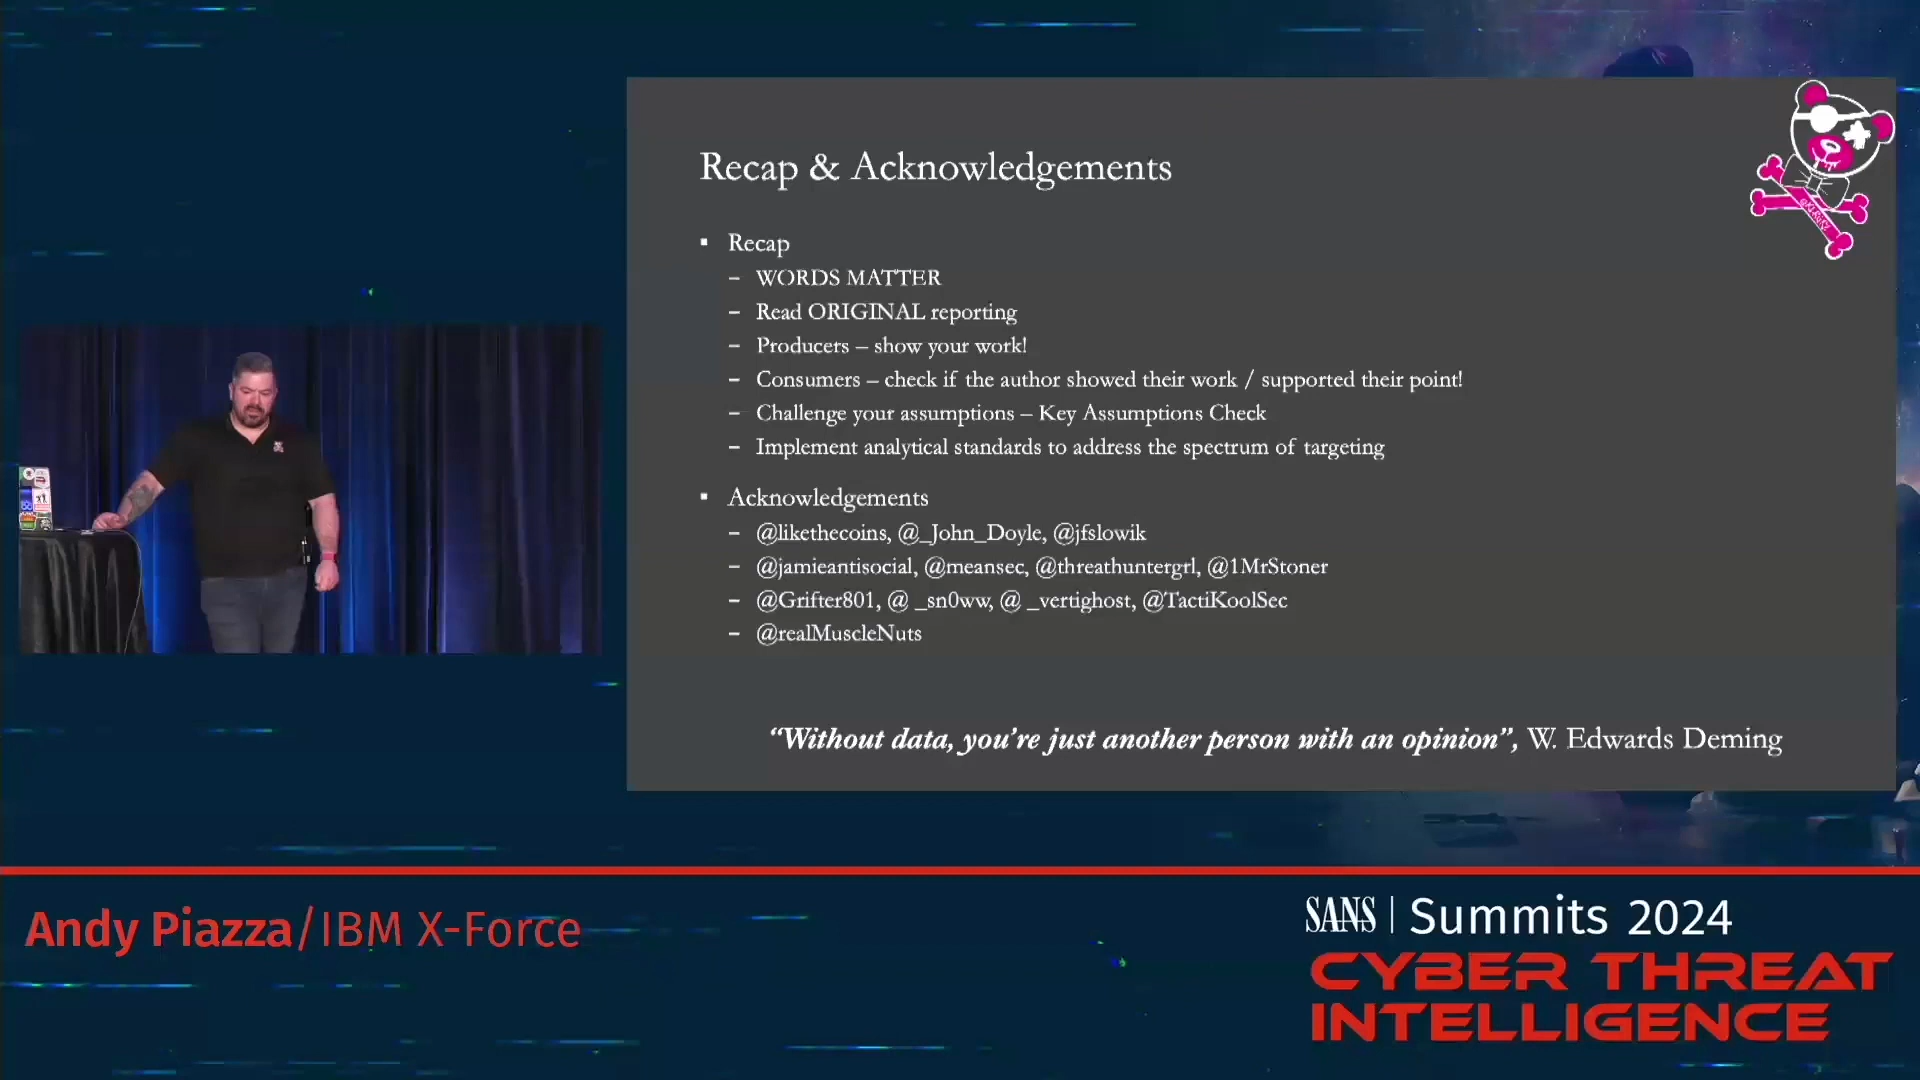 Recap & Acknowledgements
▪ Recap
– WORDS MATTER
– Read ORIGINAL reporting
– Producers – show your work!
– Consumers – check if the author showed their work / supported their point!
– Challenge your assumptions – Key Assumptions Check
– Implement analytical standards to address the spectrum of targeting
▪ Acknowledgements
– @likethecoins, @_John_Doyle, @jfslowik
– @jamieantisocial, @meansec, @threathuntergrl, @1MrStoner
– @Grifter801, @ _sn0ww, @ _vertighost, @TactiKoolSec
– @realMuscleNuts
“Without data, you’re just another person with an opinion”, W. Edwards Deming
Andy Piazza/IBM X-Force
SANS | Summits 2024
CYBER THREAT
INTELLIGENCE